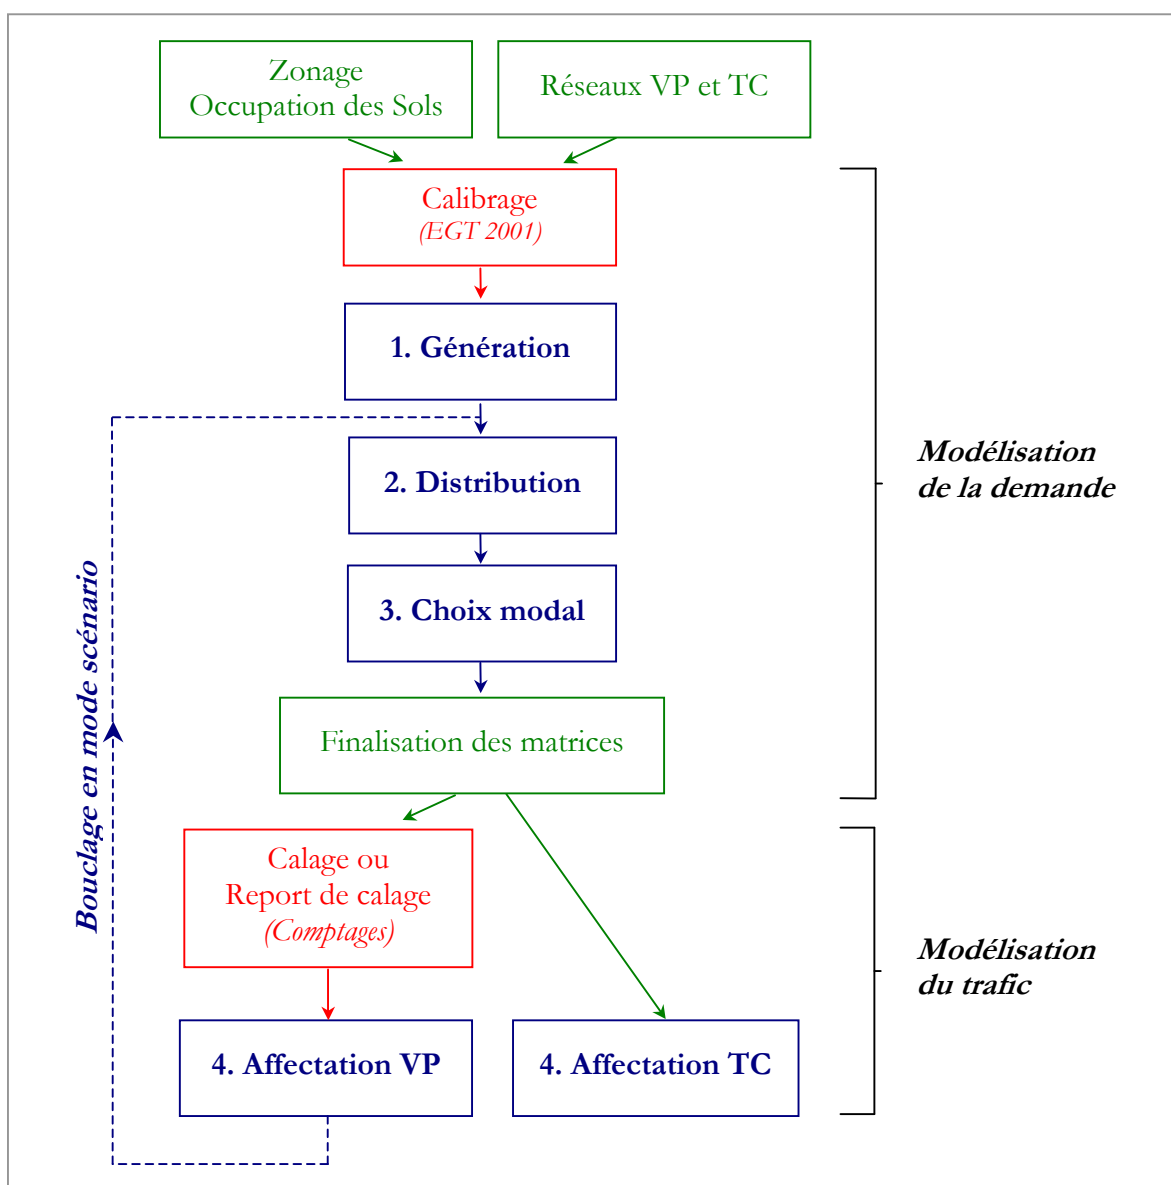 Zonage
Occupation des Sols
Réseaux VP et TC
Calibrage
(EGT 2001)
1. Génération
2. Distribution
3. Choix modal
Finalisation des matrices
Modélisation
de la demande
Bouclage en mode scénario
Calage ou
Report de calage
(Comptages)
4. Affectation VP
4. Affectation TC
Modélisation
du trafic